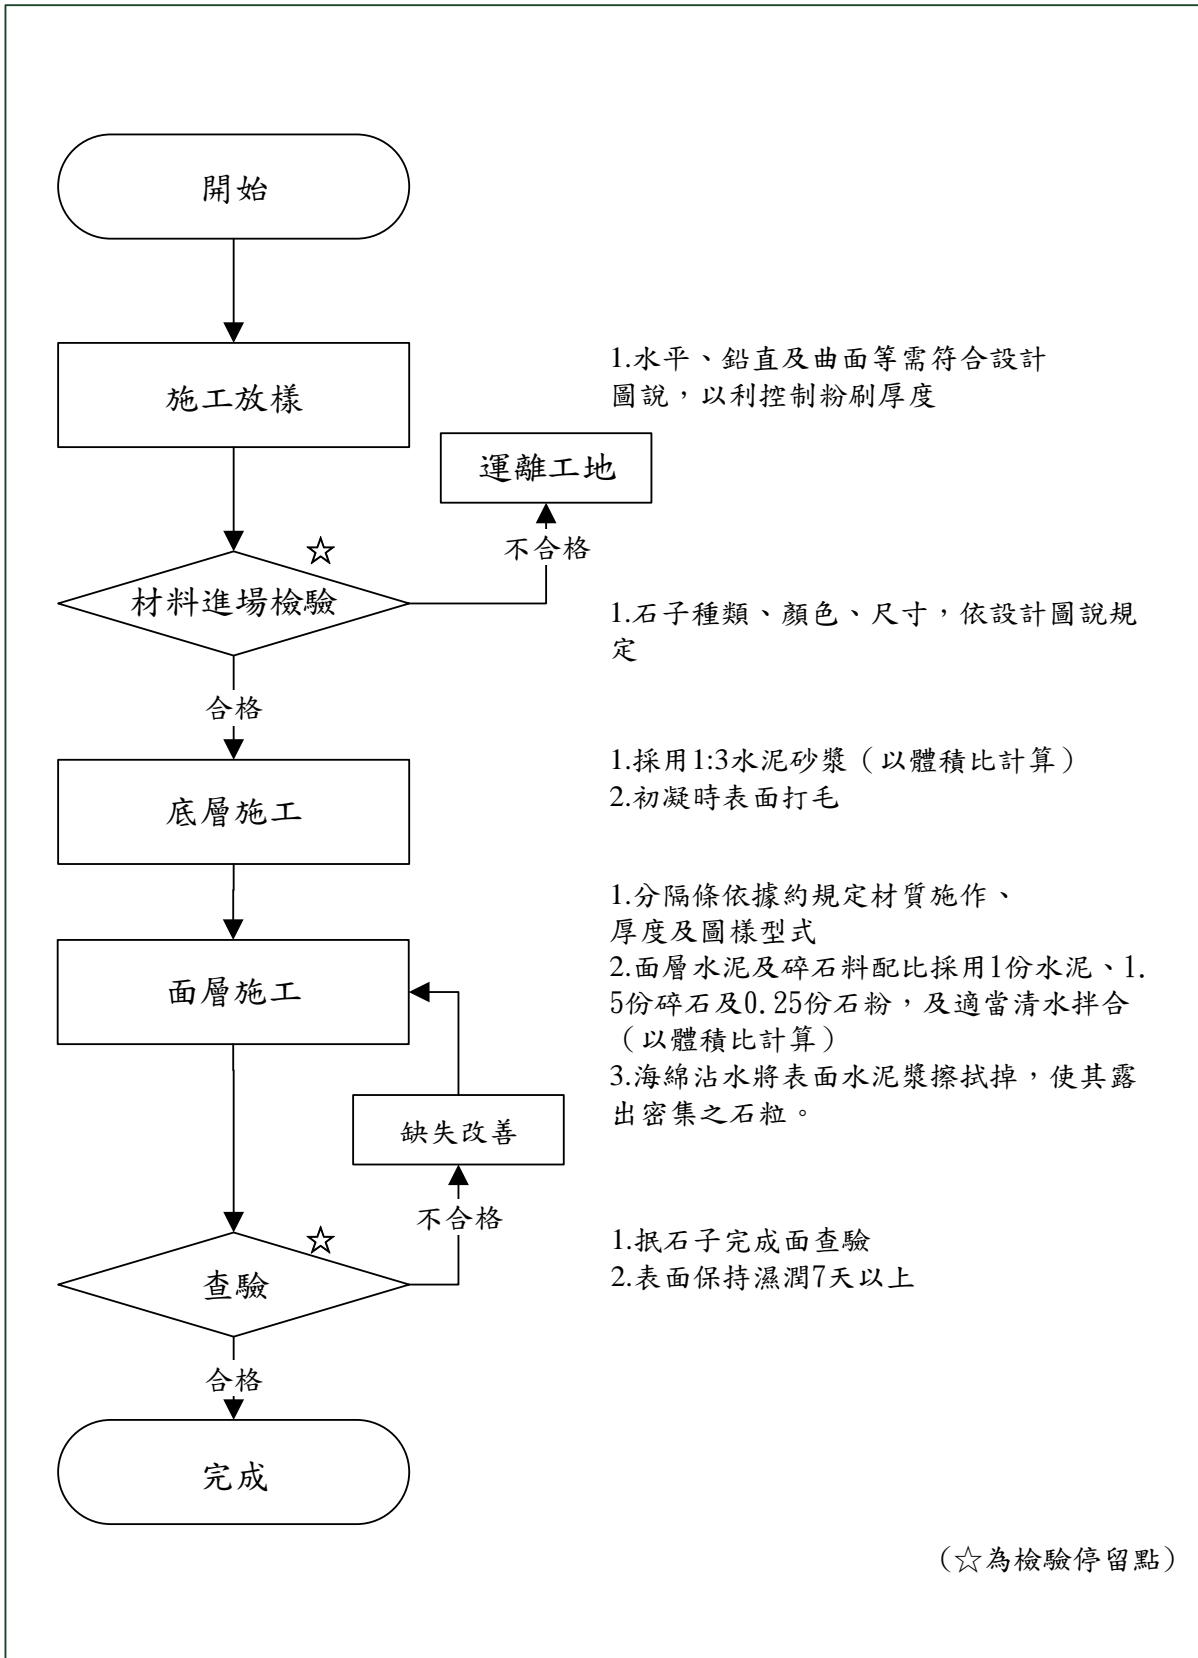 開始
施工放樣
1.水平、鉛直及曲面等需符合設計
圖說，以利控制粉刷厚度
運離工地
不合格
材料進場檢驗
☆
1.石子種類、顏色、尺寸，依設計圖說規
定
合格
底層施工
1.採用1:3水泥砂漿（以體積比計算）
2.初凝時表面打毛
面層施工
1.分隔條依據約規定材質施作、
厚度及圖樣型式
2.面層水泥及碎石料配比採用1份水泥、1.
5份碎石及0.25份石粉，及適當清水拌合
（以體積比計算）
3.海綿沾水將表面水泥漿擦拭掉，使其露
出密集之石粒。
缺失改善
不合格
查驗
☆
1.抿石子完成面查驗
2.表面保持濕潤7天以上
合格
完成
（☆為檢驗停留點）